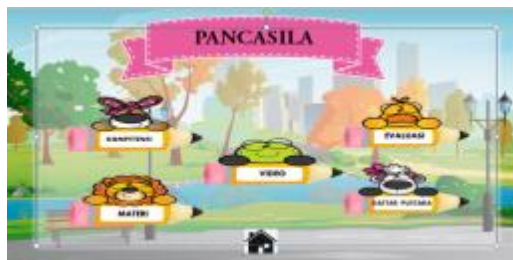 PANCASILA
KOMPETENSI
EVALUASI
VIDEO
MATERI
DAFTAR PUSTAKA